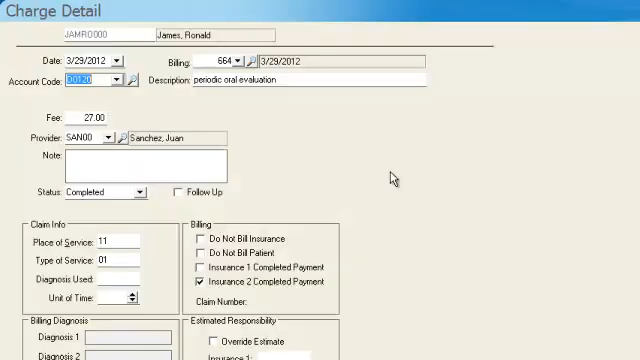 Charge Detail
JAMRO000 James, Ronald
Date: 3/29/2012 Billing: 664 3/29/2012
Account Code: D0120 Description: periodic oral evaluation
Fee: 27.00
Provider: SAN00 Sanchez, Juan
Note:
Status: Completed Follow Up
Claim Info
Place of Service: 11
Type of Service: 01
Diagnosis Used:
Unit of Time:
Billing
Do Not Bill Insurance
Do Not Bill Patient
Insurance 1 Completed Payment
Insurance 2 Completed Payment
Claim Number:
Billing Diagnosis
Diagnosis 1
Diagnosis 2
Estimated Responsibility
Override Estimate
Insurance 1: